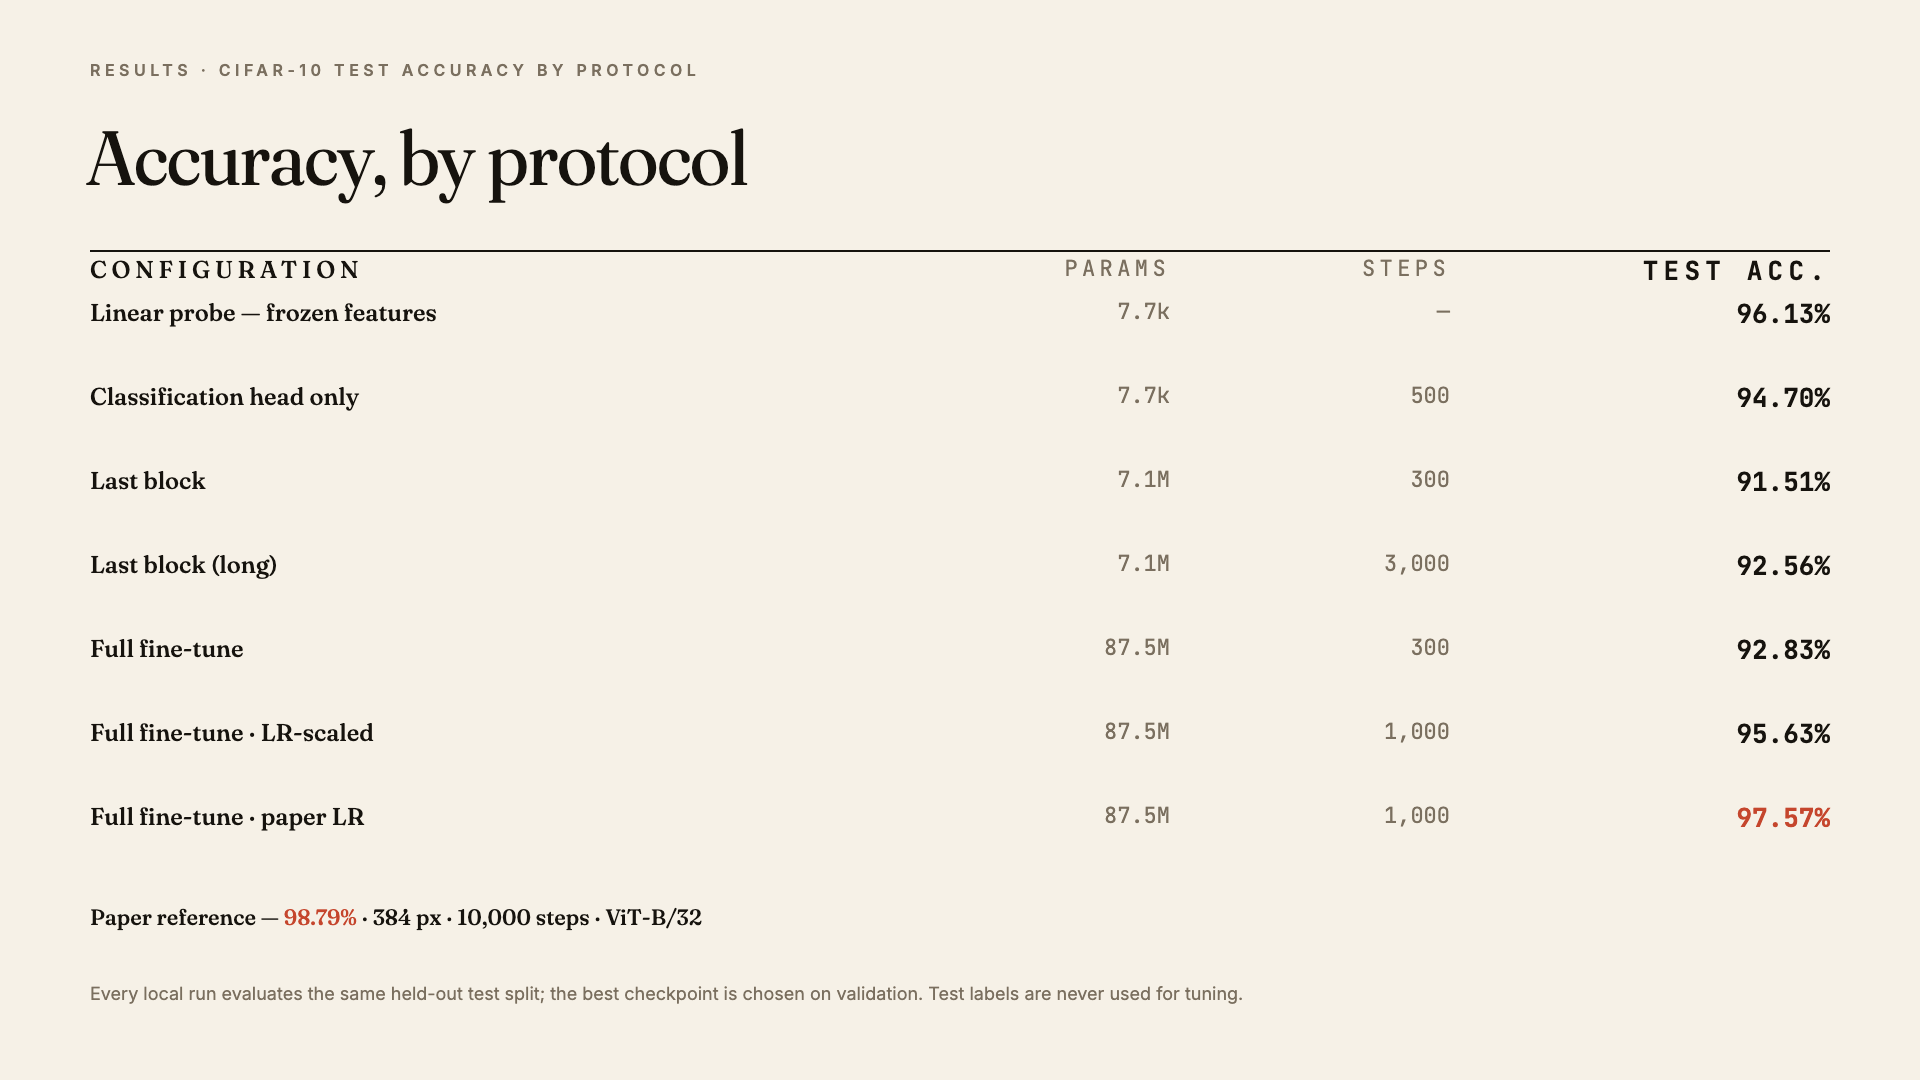 RESULTS · CIFAR-10 TEST ACCURACY BY PROTOCOL
Accuracy, by protocol
CONFIGURATION PARAMS STEPS TEST ACC.
Linear probe — frozen features 7.7k — 96.13%
Classification head only 7.7k 500 94.70%
Last block 7.1M 300 91.51%
Last block (long) 7.1M 3,000 92.56%
Full fine-tune 87.5M 300 92.83%
Full fine-tune · LR-scaled 87.5M 1,000 95.63%
Full fine-tune · paper LR 87.5M 1,000 97.57%
Paper reference — 98.79% · 384 px · 10,000 steps · ViT-B/32
Every local run evaluates the same held-out test split; the best checkpoint is chosen on validation. Test labels are never used for tuning.